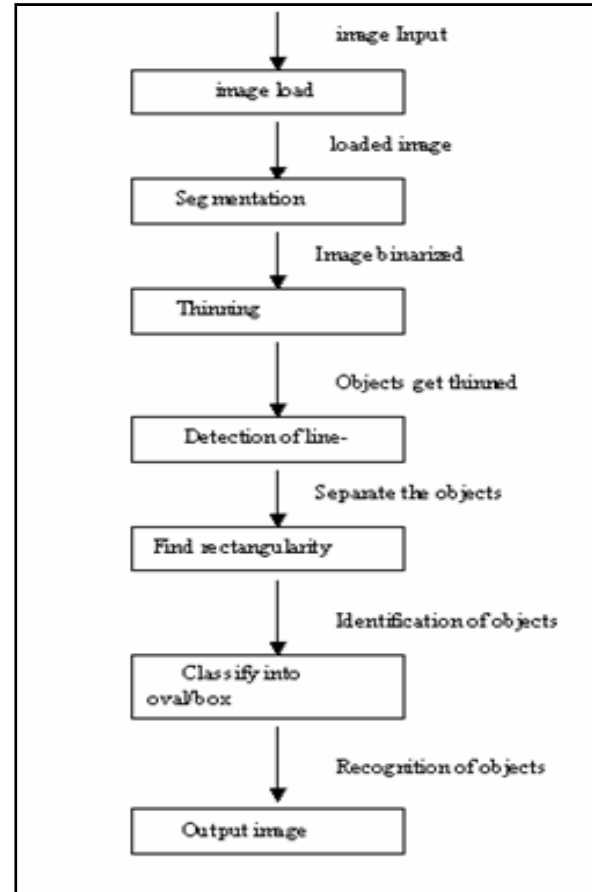 image Input
image load
loaded image
Segmentation
Image binarized
Thinning
Objects get thinned
Detection of line-
Separate the objects
Find rectangularity
Identification of objects
Classify into
oval/box
Recognition of objects
Output image